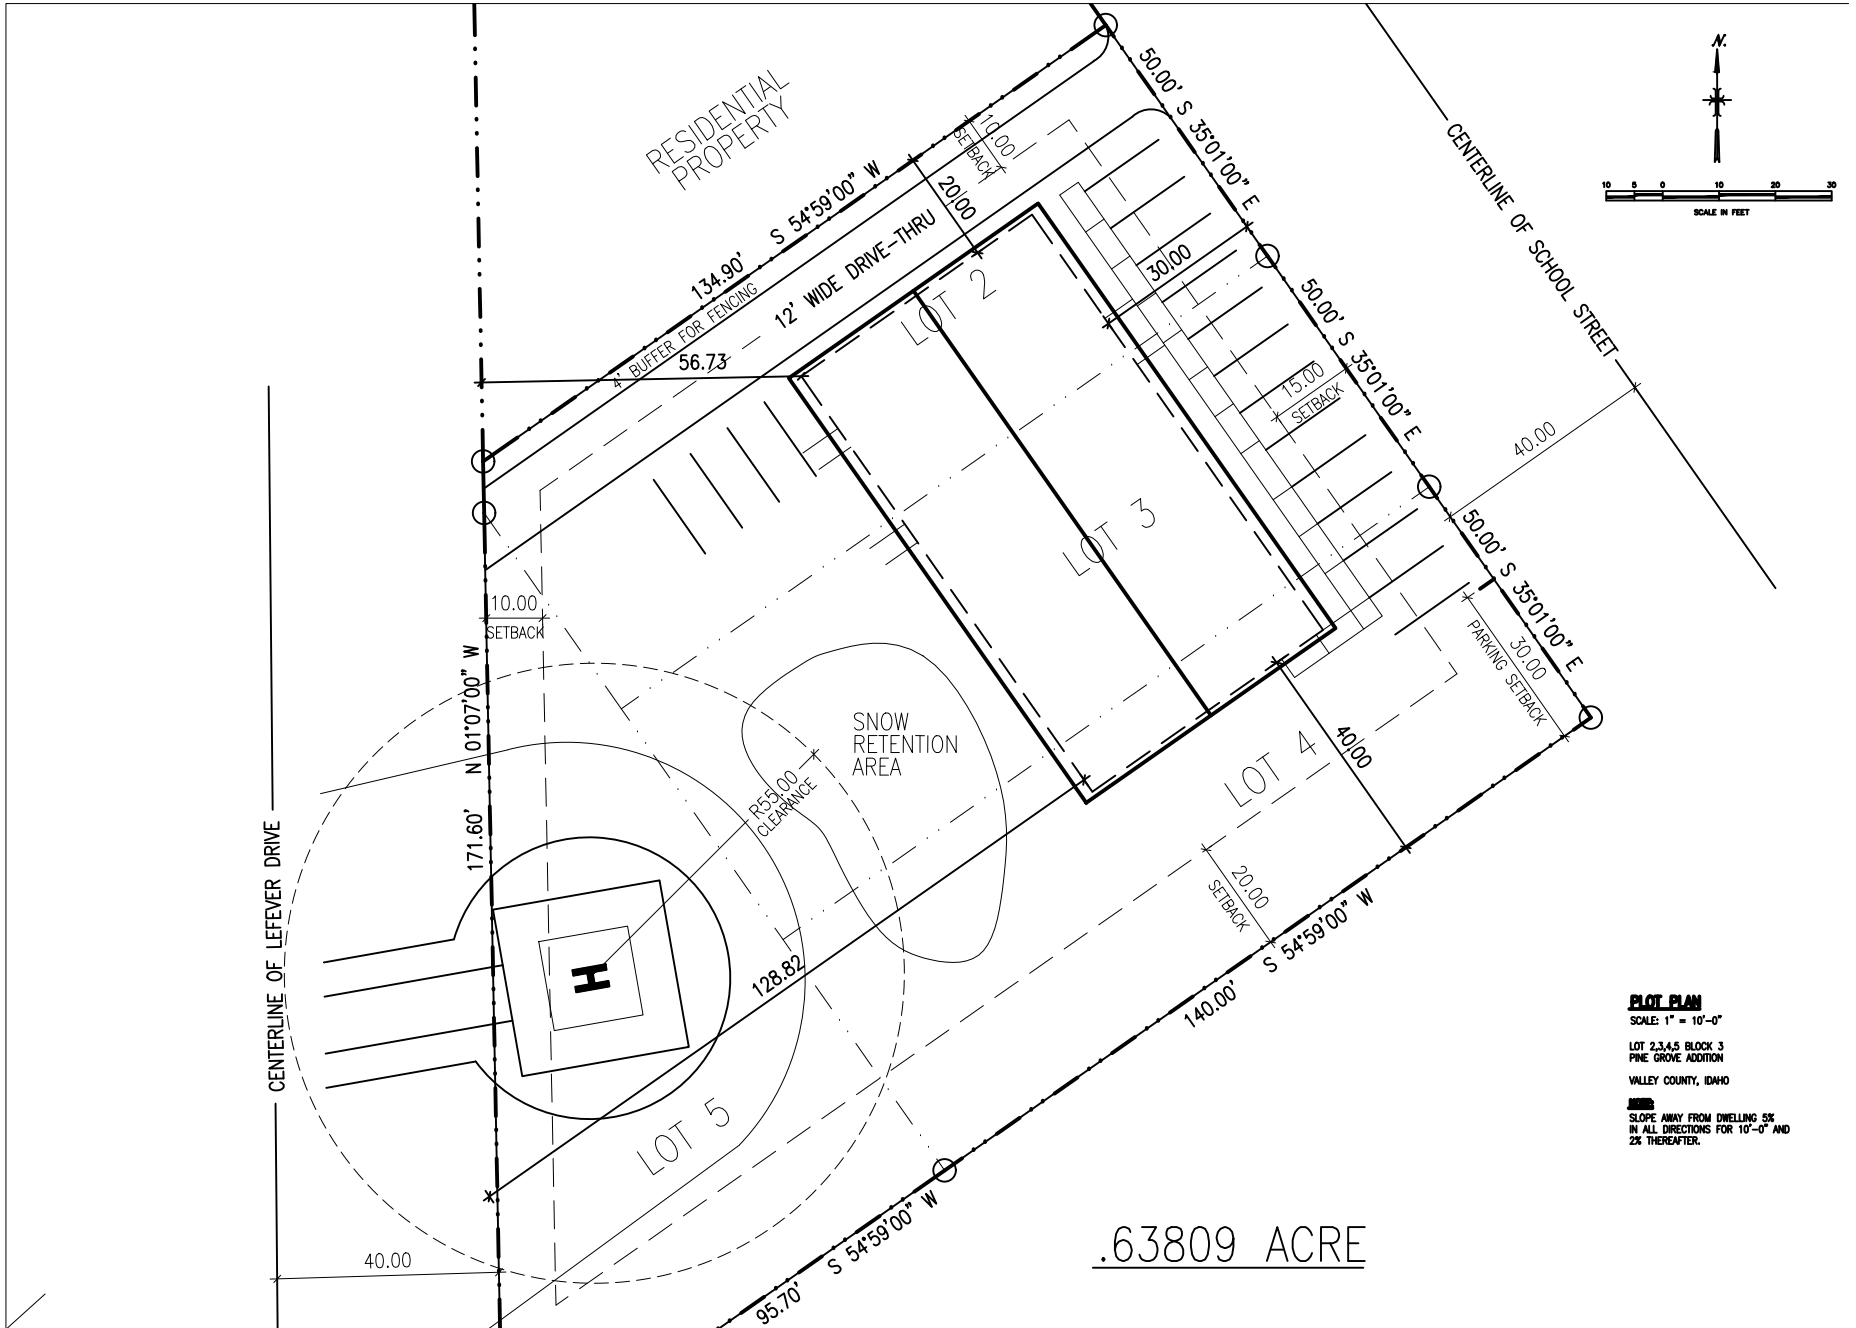 RESIDENTIAL
PROPERTY
50.00' S 35°01'00" E
10.00
SETBACK
20.00
S 54°59'00" W
134.90'
12' WIDE DRIVE-THRU
4' BUFFER FOR FENCING
56.73
LOT 2
30.00
50.00' S 35°01'00" E
15.00
SETBACK
CENTERLINE OF SCHOOL STREET
40.00
N.
10 5 0 10 20 30
SCALE IN FEET
LOT 3
50.00' S 35°01'00" E
30.00
PARKING SETBACK
10.00
SETBACK
N 01°07'00" W
171.60'
SNOW
RETENTION
AREA
R55.00
CLEARANCE
LOT 4
40.00
20.00
SETBACK
S 54°59'00" W
140.00'
128.82
H
CENTERLINE OF LEFEVER DRIVE
LOT 5
40.00
S 54°59'00" W
95.70'
.63809 ACRE
PLOT PLAN
SCALE: 1" = 10'-0"
LOT 2,3,4,5 BLOCK 3
PINE GROVE ADDITION
VALLEY COUNTY, IDAHO
SLOPE AWAY FROM DWELLING 5%
IN ALL DIRECTIONS FOR 10'-0" AND
2% THEREAFTER.